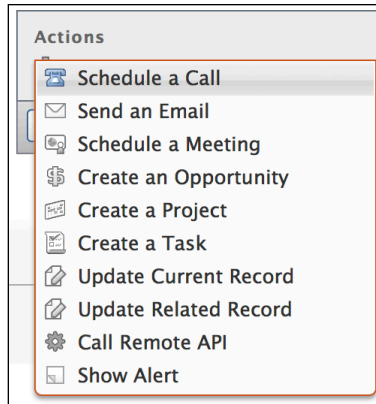 Actions
Schedule a Call
Send an Email
Schedule a Meeting
Create an Opportunity
Create a Project
Create a Task
Update Current Record
Update Related Record
Call Remote API
Show Alert